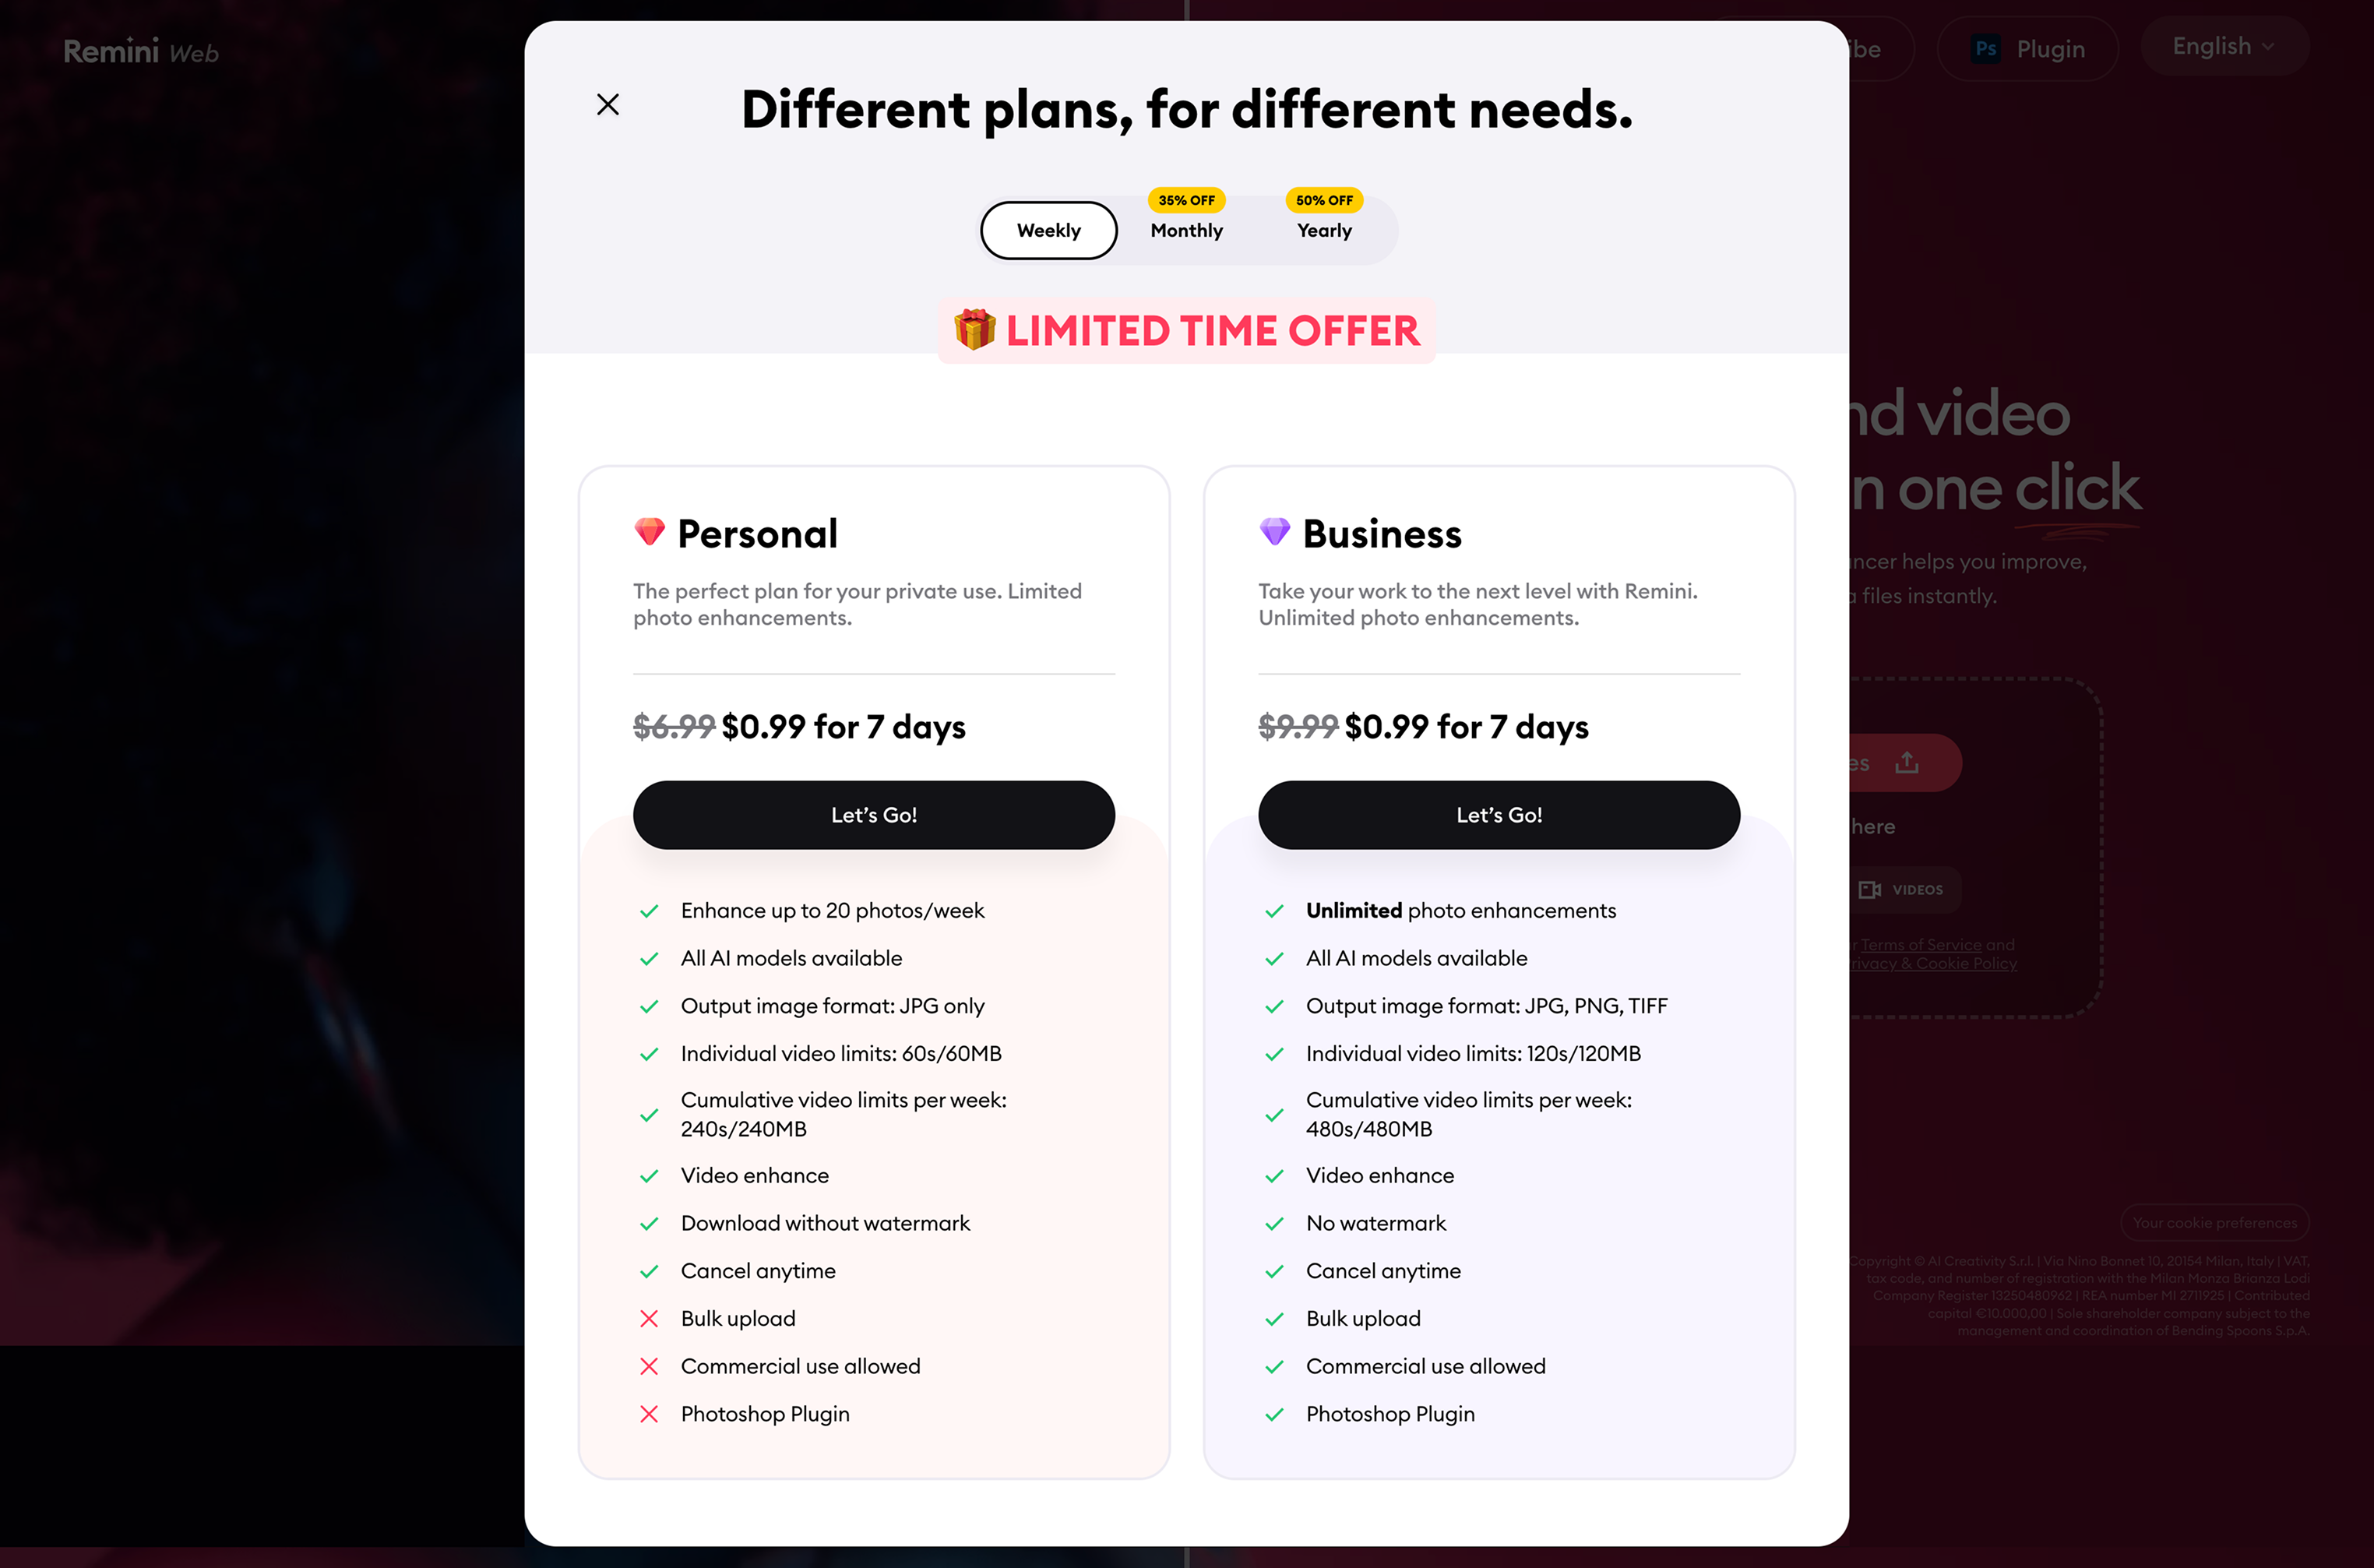 Remini Web
Plugin
English
Different plans, for different needs.
35% OFF
50% OFF
Weekly
Monthly
Yearly
LIMITED TIME OFFER
Personal
The perfect plan for your private use. Limited
photo enhancements.
$6.99 $0.99 for 7 days
Let's Go!
Enhance up to 20 photos/week
All AI models available
Output image format: JPG only
Individual video limits: 60s/60MB
Cumulative video limits per week:
240s/240MB
Video enhance
Download without watermark
Cancel anytime
Bulk upload
Commercial use allowed
Photoshop Plugin
Business
Take your work to the next level with Remini.
Unlimited photo enhancements.
$9.99 $0.99 for 7 days
Let's Go!
Unlimited photo enhancements
All AI models available
Output image format: JPG, PNG, TIFF
Individual video limits: 120s/120MB
Cumulative video limits per week:
480s/480MB
Video enhance
No watermark
Cancel anytime
Bulk upload
Commercial use allowed
Photoshop Plugin
video
one click
helps you improve,
files instantly.
here
VIDEOS
Terms of Service and
& Cookie Policy
Your cookie preferences
Copyright © AI Creativity S.r.l. | Via Nino Bonnet 10, 20154 Milan, Italy | VAT,
tax code, and number of registration with the Milan Monza Brianza Lodi
Company Register 13250480962 | REA number MI 2711925 | Contributed
capital €10.000,00 | Sole shareholder company subject to the
management and coordination of Bending Spoons S.p.A.